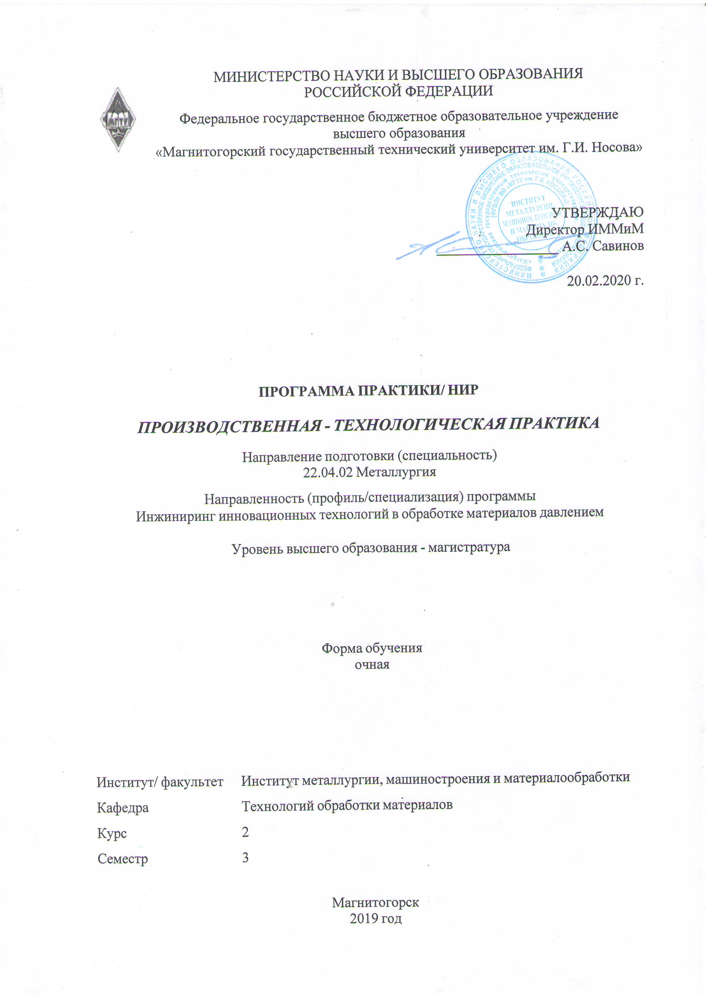 МИНИСТЕРСТВО НАУКИ И ВЫСШЕГО ОБРАЗОВАНИЯ
РОССИЙСКОЙ ФЕДЕРАЦИИ
Федеральное государственное бюджетное образовательное учреждение
высшего образования
«Магнитогорский государственный технический университет им. Г.И. Носова»
МИНИСТЕРСТВО НАУКИ И ВЫСШЕГО ОБРАЗОВАНИЯ РОССИЙСКОЙ ФЕДЕРАЦИИ
ФЕДЕРАЛЬНОЕ ГОСУДАРСТВЕННОЕ БЮДЖЕТНОЕ ОБРАЗОВАТЕЛЬНОЕ УЧРЕЖДЕНИЕ ВЫСШЕГО ОБРАЗОВАНИЯ
«Магнитогорский государственный технический университет им.
(ФГБОУ ВО «МГТУ им. Г.И. НОСОВА»)
ИНСТИТУТ
МЕТАЛЛУРГИИ,
МАШИНОСТРОЕНИЯ
И МАТЕРИАЛО-
ОБРАБОТКИ
УТВЕРЖДАЮ
Директор ИММиМ
А.С. Савинов
20.02.2020 г.
ПРОГРАММА ПРАКТИКИ/ НИР
ПРОИЗВОДСТВЕННАЯ - ТЕХНОЛОГИЧЕСКАЯ ПРАКТИКА
Направление подготовки (специальность)
22.04.02 Металлургия
Направленность (профиль/специализация) программы
Инжиниринг инновационных технологий в обработке материалов давлением
Уровень высшего образования - магистратура
Форма обучения
очная
Институт/ факультет Институт металлургии, машиностроения и материалообработки
Кафедра Технологий обработки материалов
Курс 2
Семестр 3
Магнитогорск
2019 год